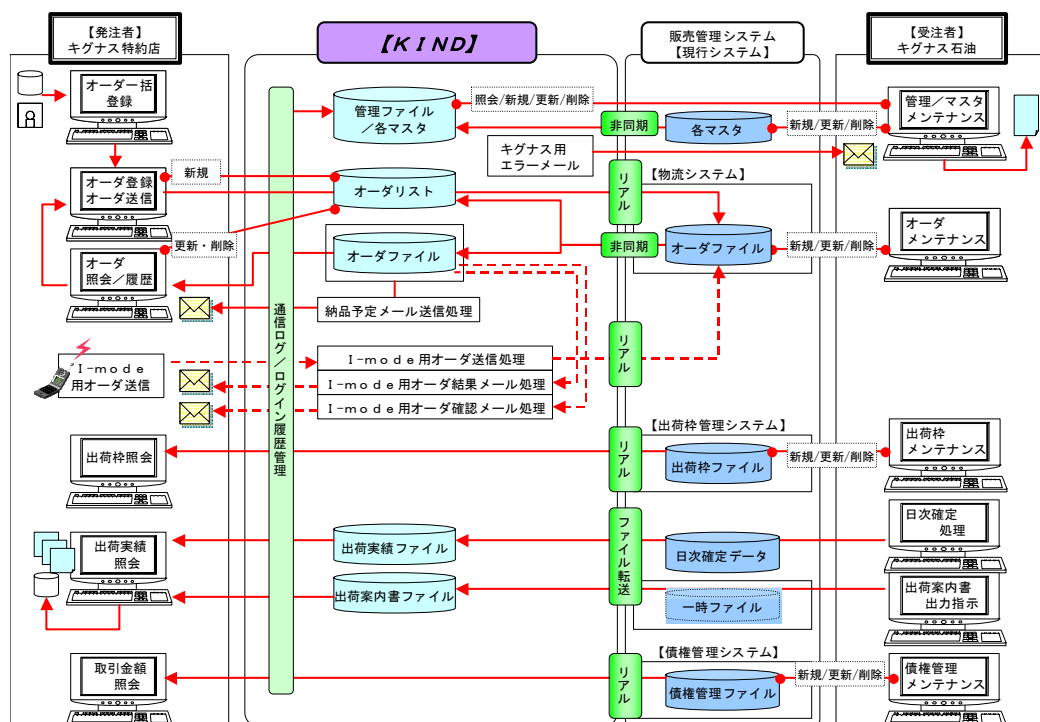 【発注者】
キグナス特約店
【ＫＩＮＤ】
販売管理システム
【現行システム】
【受注者】
キグナス石油
オーダ一括
登録
オーダ登録
オーダ送信
オーダ
照会／履歴
I-mode
用オーダ送信
出荷枠照会
出荷実績
照会
取引金額
照会
新規
更新・削除
通信ログ／ログイン履歴管理
管理ファイル
／各マスタ
オーダリスト
オーダファイル
納品予定メール送信処理
I-mode用オーダ送信処理
I-mode用オーダ結果メール処理
I-mode用オーダ確認メール処理
出荷実績ファイル
出荷案内書ファイル
照会/新規/更新/削除
キグナス用
エラーメール
非同期
リアル
非同期
リアル
リアル
ファイル転送
リアル
各マスタ
新規/更新/削除
【物流システム】
オーダファイル
新規/更新/削除
【出荷枠管理システム】
出荷枠ファイル
新規/更新/削除
日次確定データ
一時ファイル
【債権管理システム】
債権管理ファイル
新規/更新/削除
管理／マスタ
メンテナンス
オーダ
メンテナンス
出荷枠
メンテナンス
日次確定
処理
出荷案内書
出力指示
債権管理
メンテナンス